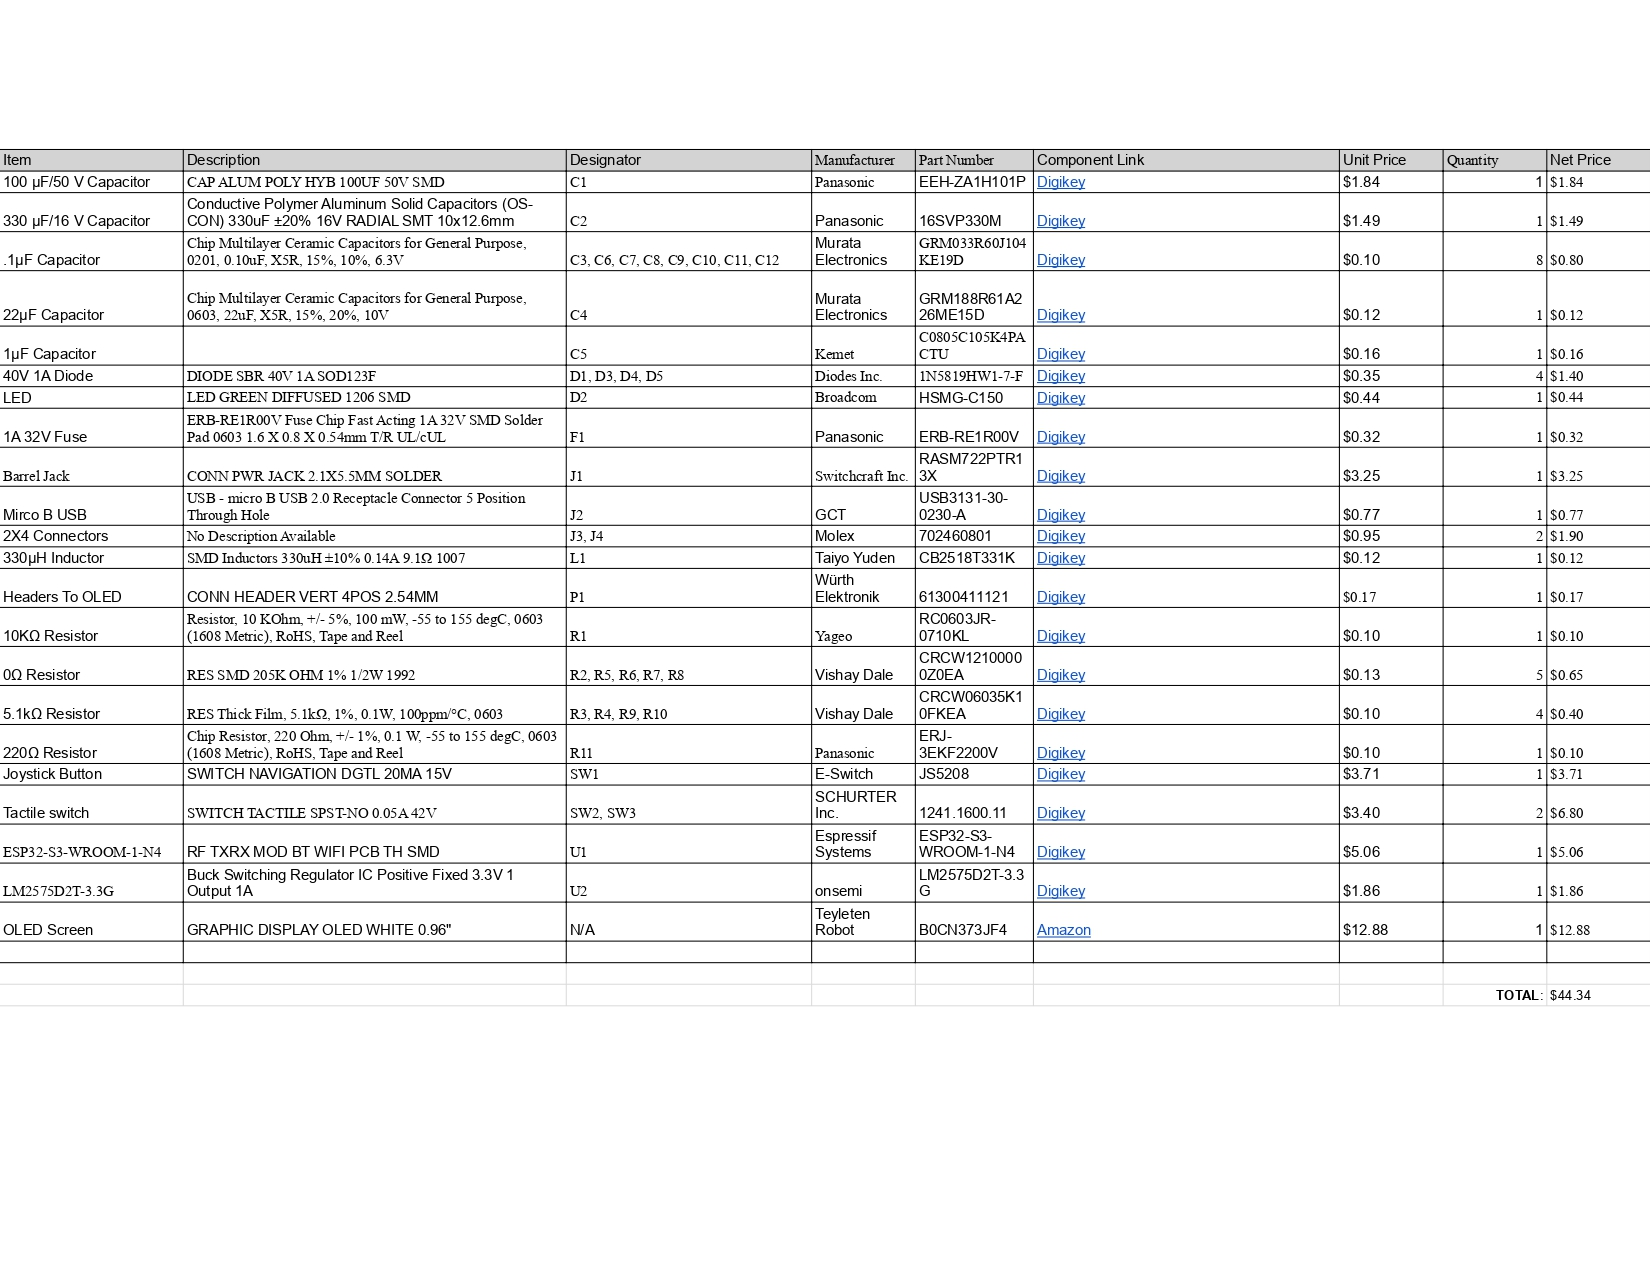 Item Description Designator Manufacturer Part Number Component Link Unit Price Quantity Net Price
100 µF/50 V Capacitor CAP ALUM POLY HYB 100UF 50V SMD C1 Panasonic EEH-ZA1H101P Digikey $1.84 1 $1.84
Conductive Polymer Aluminum Solid Capacitors (OS-
330 µF/16 V Capacitor CON) 330uF ±20% 16V RADIAL SMT 10x12.6mm C2 Panasonic 16SVP330M Digikey $1.49 1 $1.49
Chip Multilayer Ceramic Capacitors for General Purpose, Murata GRM033R60J104
.1µF Capacitor 0201, 0.10uF, X5R, 15%, 10%, 6.3V C3, C6, C7, C8, C9, C10, C11, C12 Electronics KE19D Digikey $0.10 8 $0.80
Chip Multilayer Ceramic Capacitors for General Purpose, Murata GRM188R61A2
22µF Capacitor 0603, 22uF, X5R, 15%, 20%, 10V C4 Electronics 26ME15D Digikey $0.12 1 $0.12
C0805C105K4PA
1µF Capacitor C5 Kemet CTU Digikey $0.16 1 $0.16
40V 1A Diode DIODE SBR 40V 1A SOD123F D1, D3, D4, D5 Diodes Inc. 1N5819HW1-7-F Digikey $0.35 4 $1.40
LED LED GREEN DIFFUSED 1206 SMD D2 Broadcom HSMG-C150 Digikey $0.44 1 $0.44
ERB-RE1R00V Fuse Chip Fast Acting 1A 32V SMD Solder
1A 32V Fuse Pad 0603 1.6 X 0.8 X 0.54mm T/R UL/cUL F1 Panasonic ERB-RE1R00V Digikey $0.32 1 $0.32
RASM722PTR1
Barrel Jack CONN PWR JACK 2.1X5.5MM SOLDER J1 Switchcraft Inc. 3X Digikey $3.25 1 $3.25
USB - micro B USB 2.0 Receptacle Connector 5 Position USB3131-30-
Mirco B USB Through Hole J2 GCT 0230-A Digikey $0.77 1 $0.77
2X4 Connectors No Description Available J3, J4 Molex 702460801 Digikey $0.95 2 $1.90
330µH Inductor SMD Inductors 330uH ±10% 0.14A 9.1Ω 1007 L1 Taiyo Yuden CB2518T331K Digikey $0.12 1 $0.12
Würth
Headers To OLED CONN HEADER VERT 4POS 2.54MM P1 Elektronik 61300411121 Digikey $0.17 1 $0.17
Resistor, 10 KOhm, +/- 5%, 100 mW, -55 to 155 degC, 0603 RC0603JR-
10KΩ Resistor (1608 Metric), RoHS, Tape and Reel R1 Yageo 0710KL Digikey $0.10 1 $0.10
CRCW1210000
0Ω Resistor RES SMD 205K OHM 1% 1/2W 1992 R2, R5, R6, R7, R8 Vishay Dale 0Z0EA Digikey $0.13 5 $0.65
CRCW06035K1
5.1kΩ Resistor RES Thick Film, 5.1kΩ, 1%, 0.1W, 100ppm/°C, 0603 R3, R4, R9, R10 Vishay Dale 0FKEA Digikey $0.10 4 $0.40
Chip Resistor, 220 Ohm, +/- 1%, 0.1 W, -55 to 155 degC, 0603 ERJ-
220Ω Resistor (1608 Metric), RoHS, Tape and Reel R11 Panasonic 3EKF2200V Digikey $0.10 1 $0.10
Joystick Button SWITCH NAVIGATION DGTL 20MA 15V SW1 E-Switch JS5208 Digikey $3.71 1 $3.71
SCHURTER
Tactile switch SWITCH TACTILE SPST-NO 0.05A 42V SW2, SW3 Inc. 1241.1600.11 Digikey $3.40 2 $6.80
Espressif ESP32-S3-
ESP32-S3-WROOM-1-N4 RF TXRX MOD BT WIFI PCB TH SMD U1 Systems WROOM-1-N4 Digikey $5.06 1 $5.06
Buck Switching Regulator IC Positive Fixed 3.3V 1 LM2575D2T-3.3
LM2575D2T-3.3G Output 1A U2 onsemi G Digikey $1.86 1 $1.86
Teyleten
OLED Screen GRAPHIC DISPLAY OLED WHITE 0.96" N/A Robot B0CN373JF4 Amazon $12.88 1 $12.88
TOTAL: $44.34